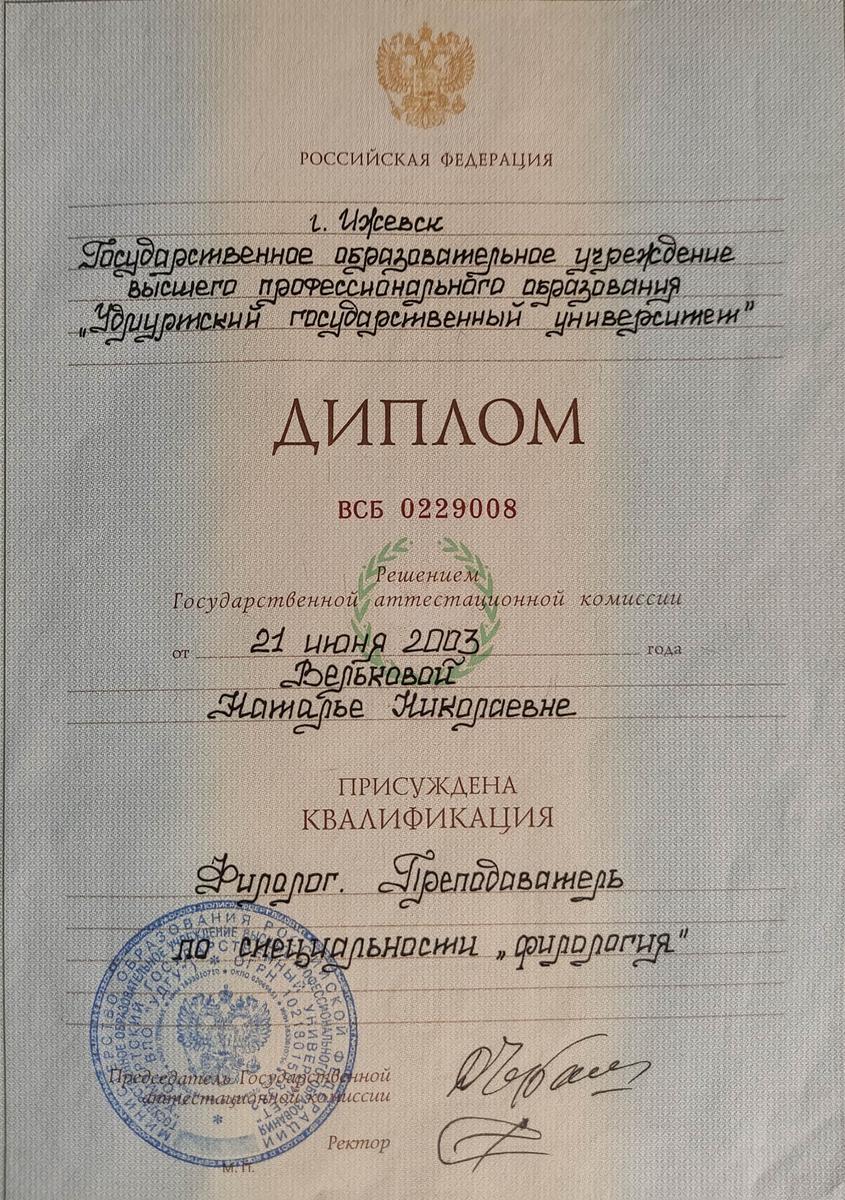 РОССИЙСКАЯ ФЕДЕРАЦИЯ
г. Ижевск
Государственное образовательное учреждение
высшего профессионального образования
„Удмуртский государственный университет"
ДИПЛОМ
ВСБ 0229008
Решением
Государственной аттестационной комиссии
от 21 июня 2003 года
Вельковой
Наталье Николаевне
ПРИСУЖДЕНА
КВАЛИФИКАЦИЯ
Филолог. Преподаватель
по специальности „филология"
Председатель Государственной
аттестационной комиссии
Ректор
М. П.